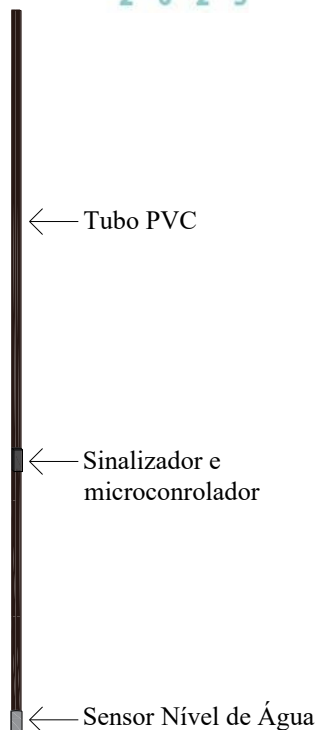 Tubo PVC
Sinalizador e
microconrolador
Sensor Nível de Água